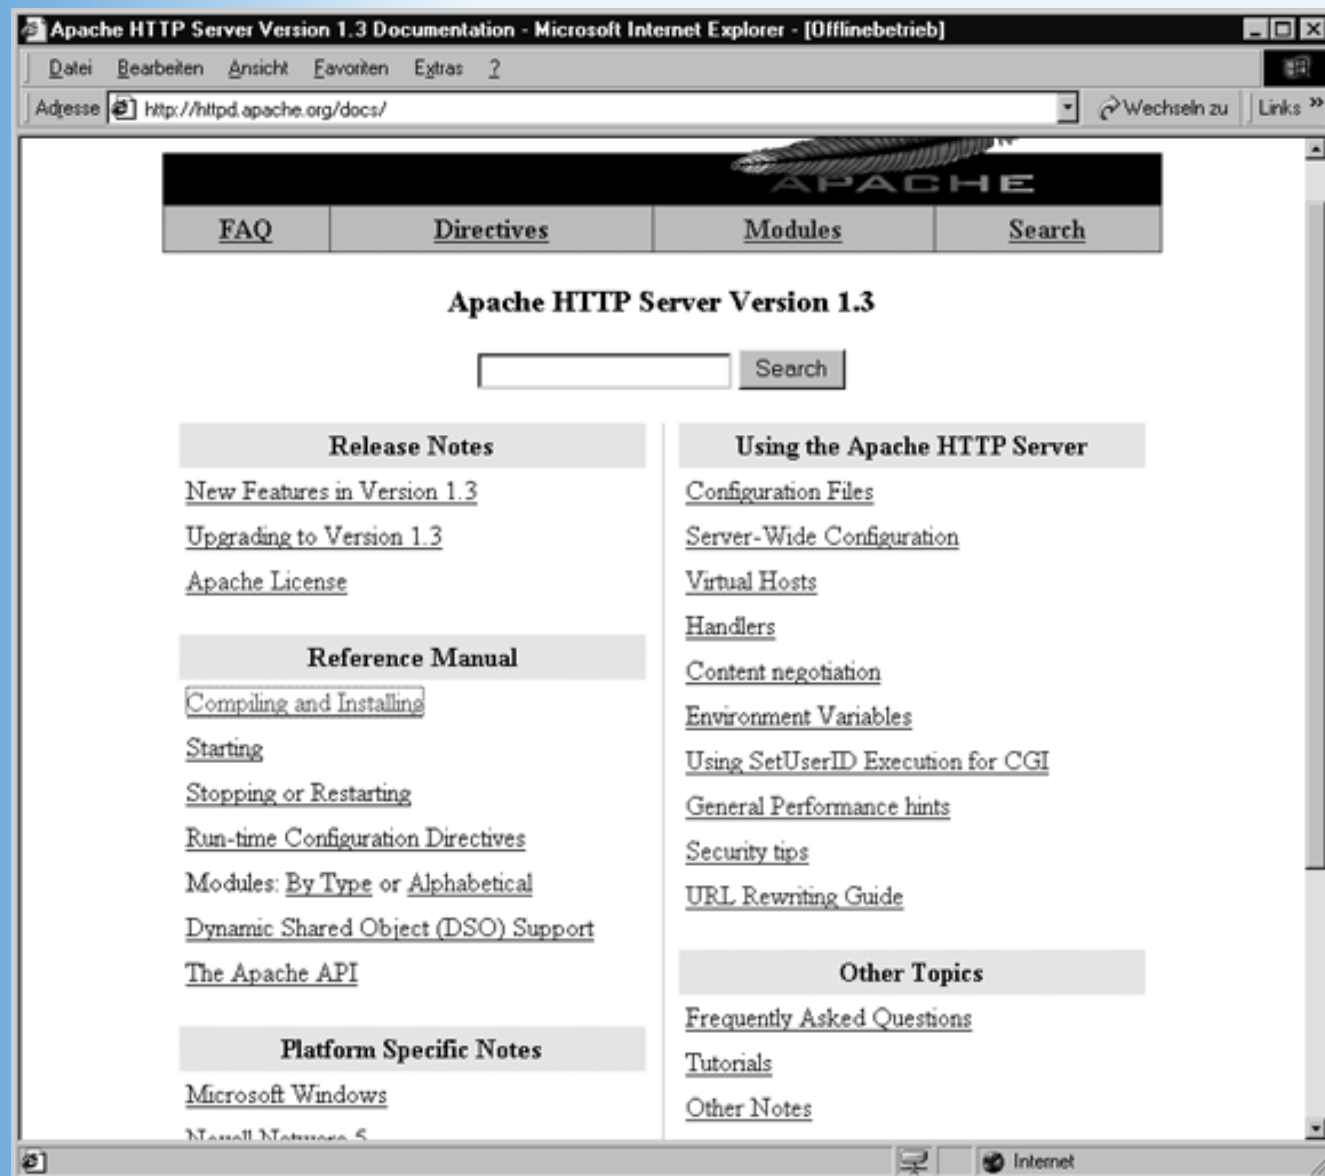 Apache HTTP Server Version 1.3 Documentation - Microsoft Internet Explorer - [Offlinebetrieb]
Datei Bearbeiten Ansicht Favoriten Extras ?
Adresse http://httpd.apache.org/docs/ Wechseln zu Links »
APACHE
FAQ Directives Modules Search
Apache HTTP Server Version 1.3
Search
Release Notes
New Features in Version 1.3
Upgrading to Version 1.3
Apache License
Reference Manual
Compiling and Installing
Starting
Stopping or Restarting
Run-time Configuration Directives
Modules: By Type or Alphabetical
Dynamic Shared Object (DSO) Support
The Apache API
Platform Specific Notes
Microsoft Windows
Novell Netware 5
Using the Apache HTTP Server
Configuration Files
Server-Wide Configuration
Virtual Hosts
Handlers
Content negotiation
Environment Variables
Using SetUserID Execution for CGI
General Performance hints
Security tips
URL Rewriting Guide
Other Topics
Frequently Asked Questions
Tutorials
Other Notes
Internet